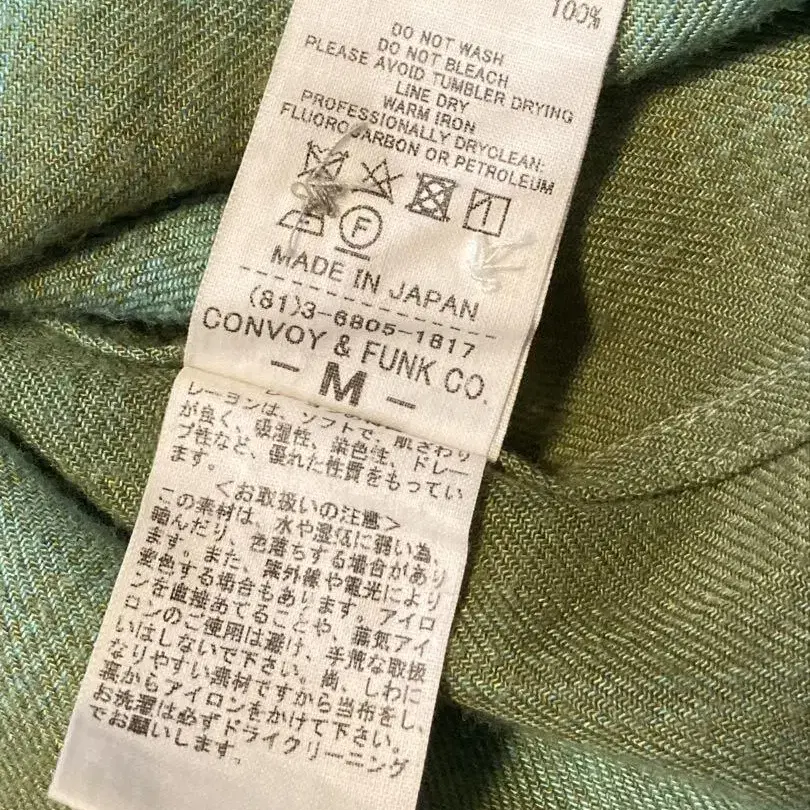 100%
DO NOT WASH
DO NOT BLEACH
PLEASE AVOID TUMBLER DRYING
LINE DRY
WARM IRON
PROFESSIONALLY DRYCLEAN:
FLUOROCARBON OR PETROLEUM
F
MADE IN JAPAN
(81)3-6805-1817
CONVOY & FUNK CO.
- M -
レーヨンは、ソフトで、肌ざわり
が良く、吸湿性、染色性、ドレー
プ性など、優れた性質をもってい
ます。
<お取扱いの注意>
この素材は、水や湿気に弱い為、
縮んだり、色落ちする場合があり
ます。また、紫外線や電光により
変色する場合もあります。アイロ
ンを直接あてることや、蒸気アイ
ロンのご使用は避け、手荒な取扱
いはしないで下さい。尚、しわに
なりやすい素材ですから当布をし、
裏からアイロンをかけて下さい。
お洗濯は必ずドライクリーニング
でお願いします。